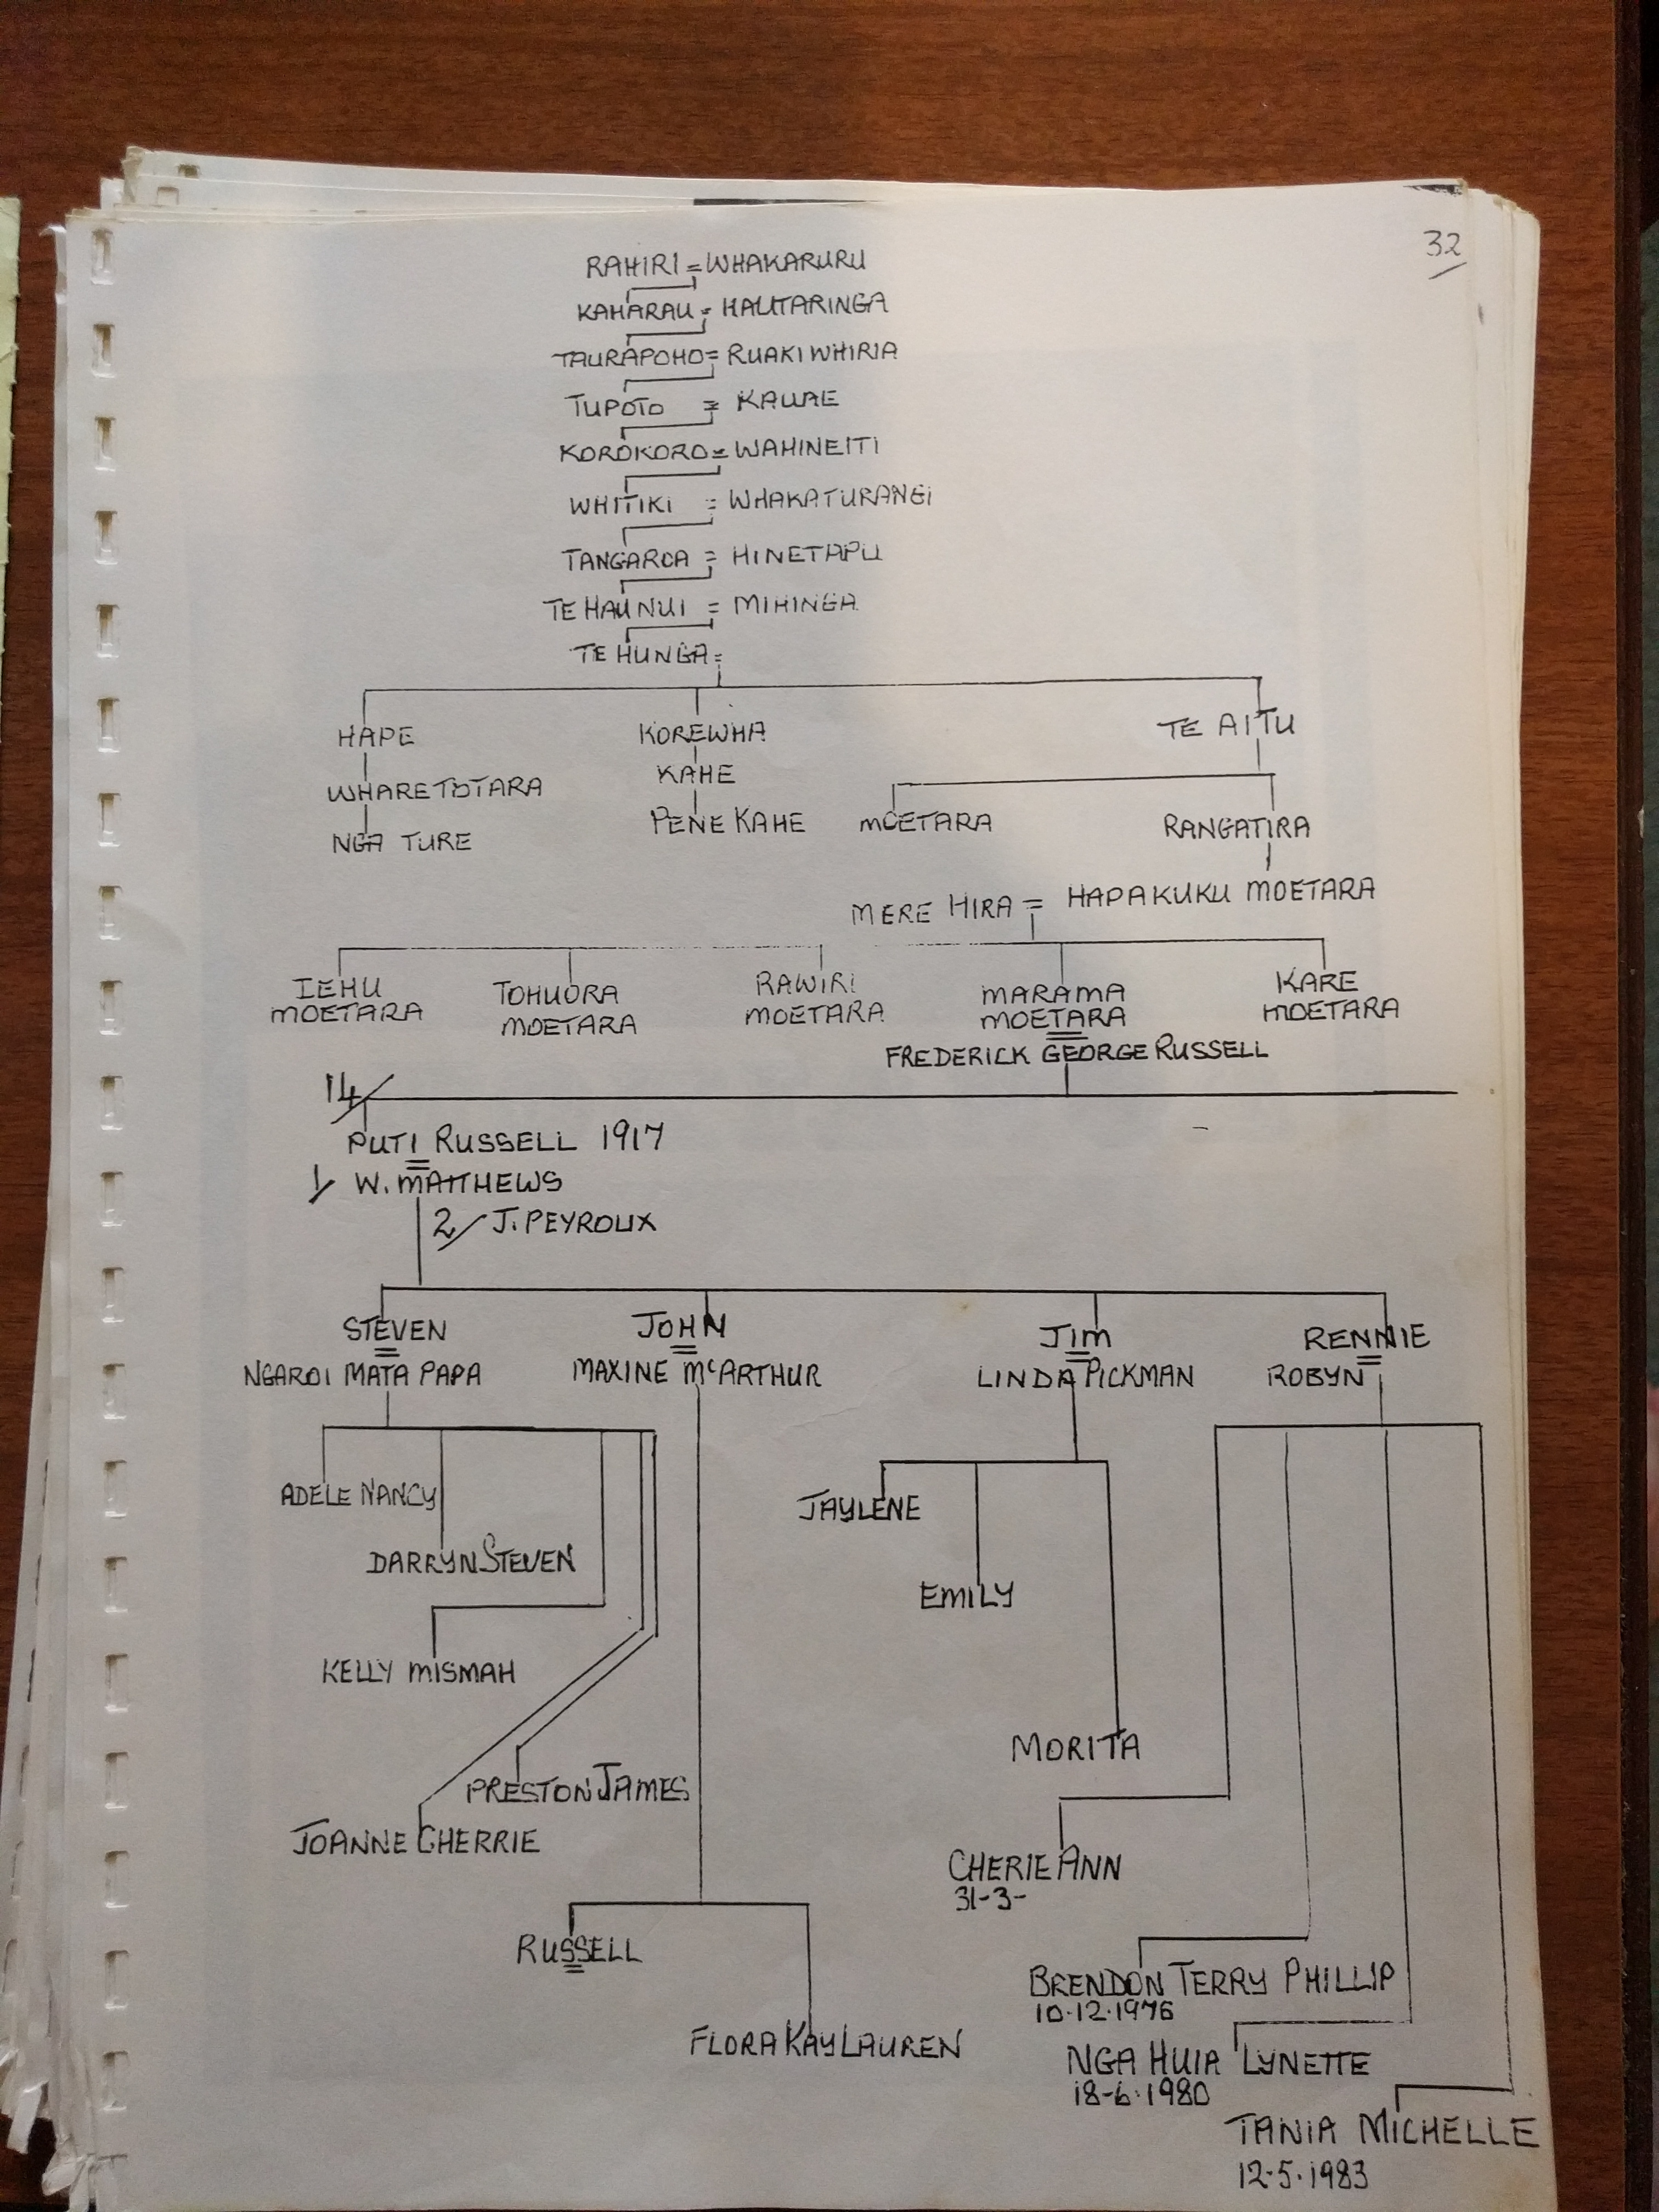 32
RAHIRI = WHAKARURU
KAHARAU = HAUTARINGA
TAURAPOHO = RUAKIWHIRIA
TUPOTO = KAUAE
KOROKORO = WAHINEITI
WHITIKI = WHAKATURANGI
TANGAROA = HINETAPU
TE HAUNUI = MIHINGA
TE HUNGA =
HAPE KOREWHA TE AITU
WHARETOTARA KAHE
NGA TURE PENE KAHE MOETARA RANGATIRA
MERE HIRA = HAPAKUKU MOETARA
IEHU TOHUORA RAWIRI MARAMA KARE
MOETARA MOETARA MOETARA MOETARA MOETARA
=
FREDERICK GEORGE RUSSELL
14/
PUTI RUSSELL 1917
=
1/ W. MATTHEWS
2/ J. PEYROUX
STEVEN JOHN JIM RENNIE
= = = =
NGAROI MATA PAPA MAXINE McARTHUR LINDA PICKMAN ROBYN
ADELE NANCY JAYLENE
DARRYN STEVEN EMILY
KELLY MISMAH
MORITA
PRESTON JAMES
JOANNE CHERRIE CHERIE ANN
31-3-
RUSSELL
=
BRENDON TERRY PHILLIP
10.12.1976
FLORA KAY LAUREN NGA HUIA LYNETTE
18-6.1980
TANIA MICHELLE
12.5.1983